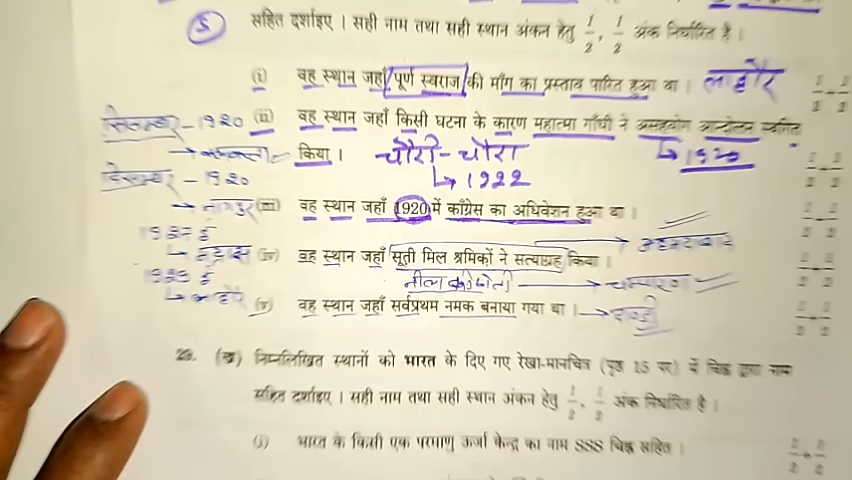 सहित दर्शाइए । सही नाम तथा सही स्थान अंकन हेतु 1/2, 1/2 अंक निर्धारित है ।
(i) वह स्थान जहाँ पूर्ण स्वराज की माँग का प्रस्ताव पारित हुआ था । लाहौर
सितम्बर - १९२०
(ii) वह स्थान जहाँ किसी घटना के कारण महात्मा गाँधी ने असहयोग आन्दोलन स्थगित
→ कलकत्ता
किया । चौरी-चौरा
↳ 1920
↳ 1922
दिसम्बर - १९२०
→ नागपुर
(iii) वह स्थान जहाँ 1920 में काँग्रेस का अधिवेशन हुआ था ।
अहमदाबाद
↳ मद्रास
(iv) वह स्थान जहाँ सूती मिल श्रमिकों ने सत्याग्रह किया ।
नील की खेती → चम्पारण
↳ लाहौर
(v) वह स्थान जहाँ सर्वप्रथम नमक बनाया गया था । → दाण्डी
29. (ख) निम्नलिखित स्थानों को भारत के दिए गए रेखा-मानचित्र (पृष्ठ 15 पर) में चिह्न द्वारा नाम
सहित दर्शाइए । सही नाम तथा सही स्थान अंकन हेतु 1/2, 1/2 अंक निर्धारित है ।
(i) भारत के किसी एक परमाणु ऊर्जा केन्द्र का नाम SSS चिह्न सहित ।